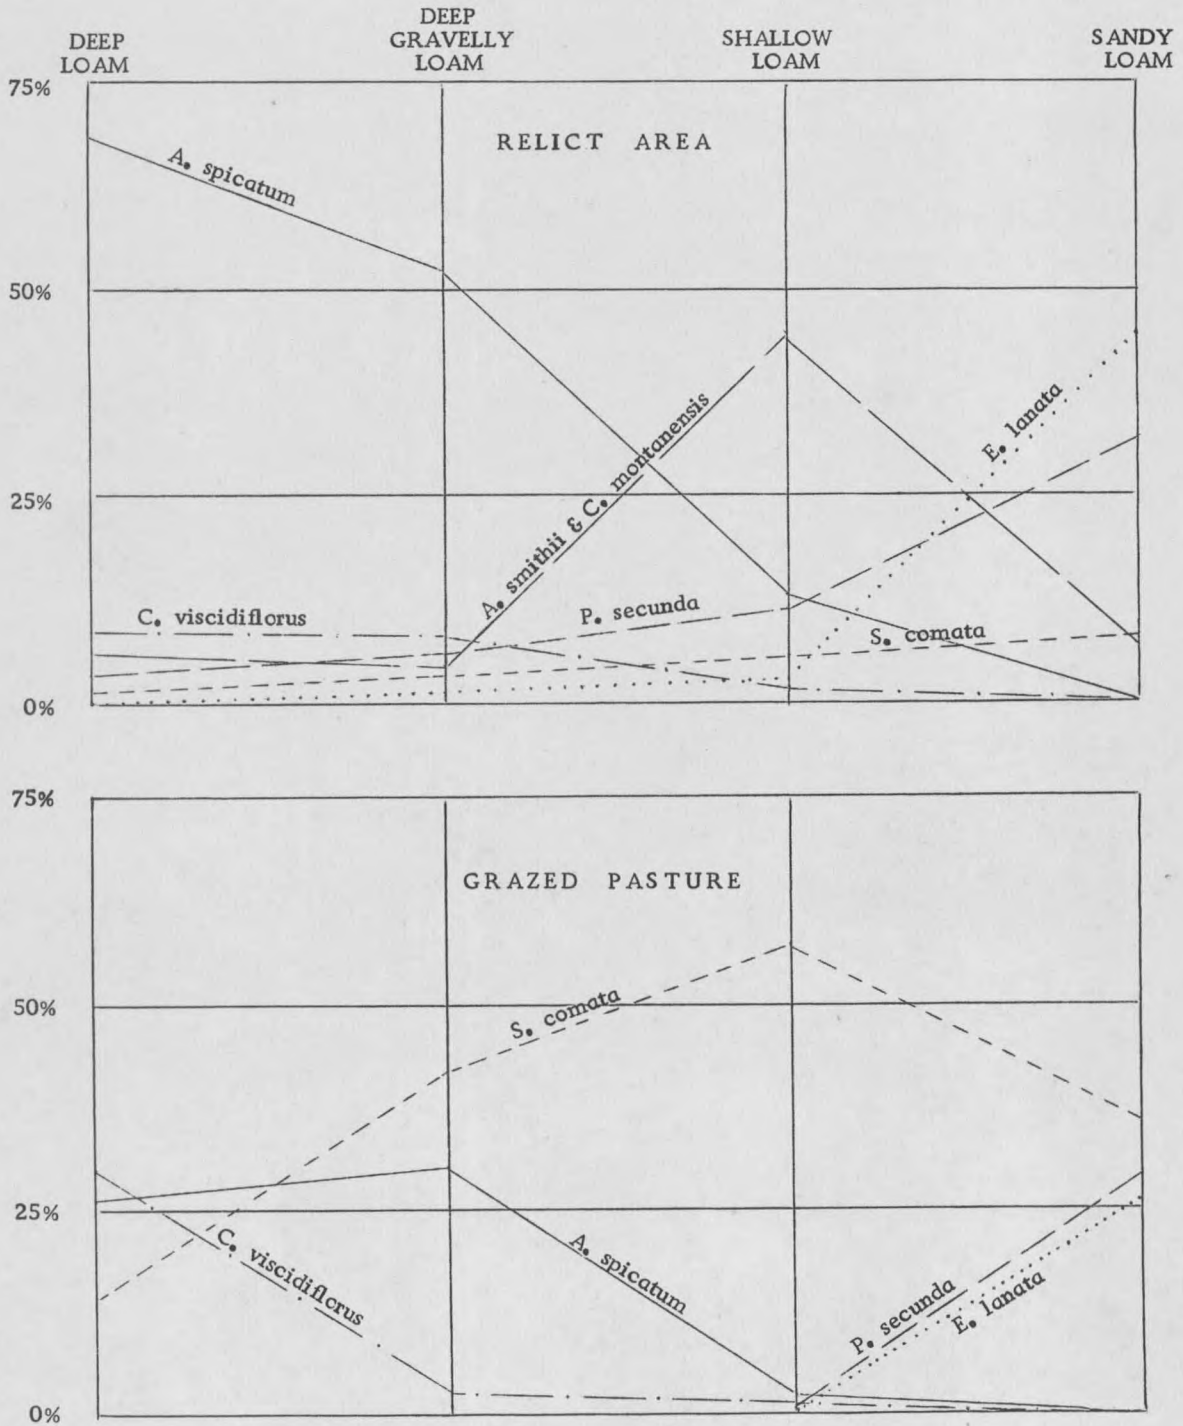 DEEP
LOAM
DEEP
GRAVELLY
LOAM
SHALLOW
LOAM
SANDY
LOAM
75%
RELICT AREA
A. spicatum
50%
A. smithii & C. montanensis
E. lanata
25%
C. viscidiflorus
P. secunda
S. comata
0%
75%
GRAZED PASTURE
50%
S. comata
25%
C. viscidiflorus
A. spicatum
P. secunda
E. lanata
0%